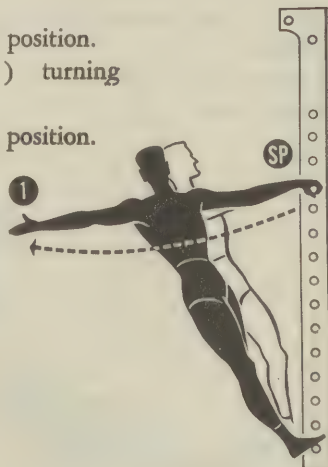 position.
) turning
position.
SP
1